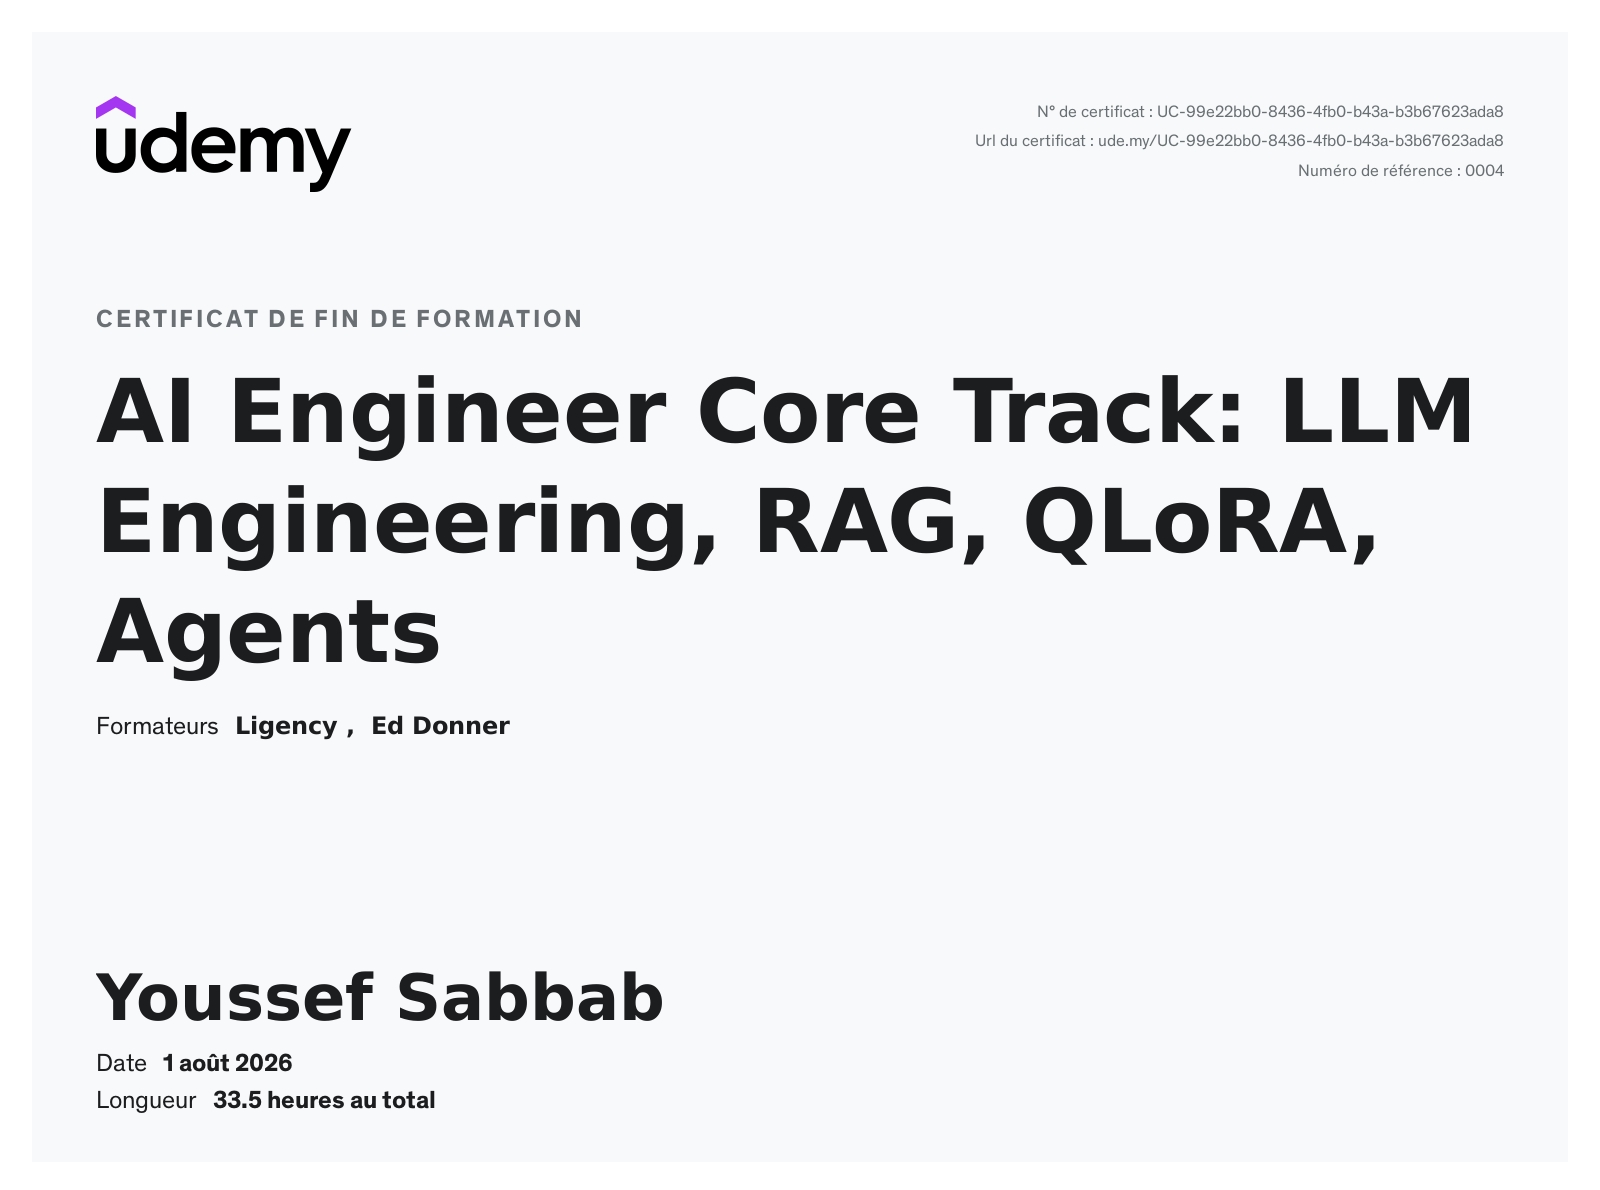 udemy
N° de certificat : UC-99e22bb0-8436-4fb0-b43a-b3b67623ada8
Url du certificat : ude.my/UC-99e22bb0-8436-4fb0-b43a-b3b67623ada8
Numéro de référence : 0004
CERTIFICAT DE FIN DE FORMATION
AI Engineer Core Track: LLM
Engineering, RAG, QLoRA,
Agents
Formateurs Ligency , Ed Donner
Youssef Sabbab
Date 1 août 2026
Longueur 33.5 heures au total